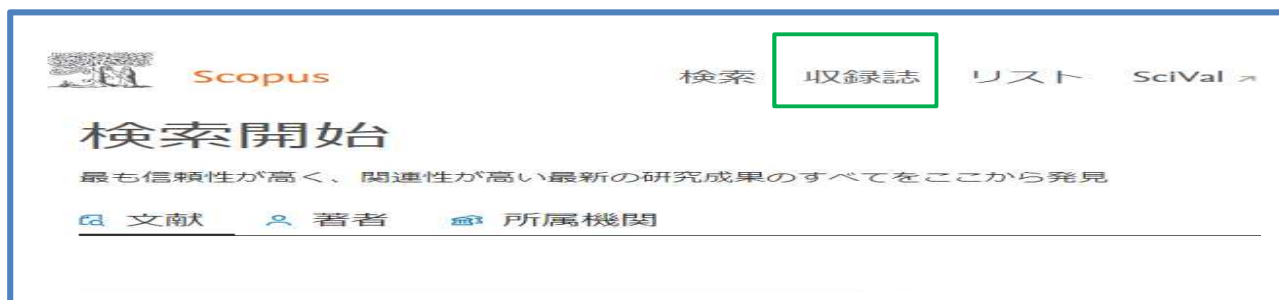 Scopus 検索 収録誌 リスト SciVal ↗
検索開始
最も信頼性が高く、関連性が高い最新の研究成果のすべてをここから発見
文献 著者 所属機関